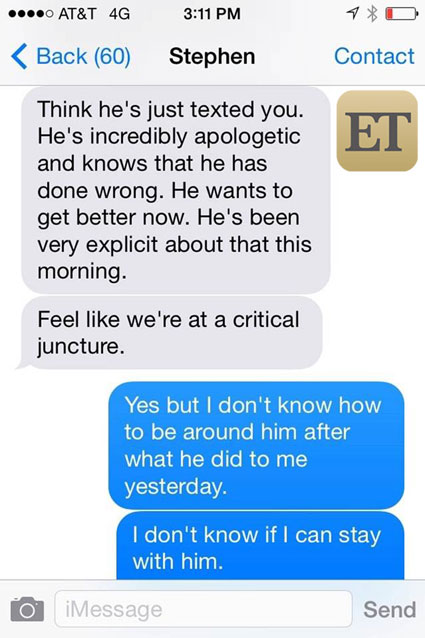 AT&T 4G 3:11 PM
Back (60) Stephen Contact
ET
Think he's just texted you.
He's incredibly apologetic
and knows that he has
done wrong. He wants to
get better now. He's been
very explicit about that this
morning.
Feel like we're at a critical
juncture.
Yes but I don't know how
to be around him after
what he did to me
yesterday.
I don't know if I can stay
with him.
iMessage Send